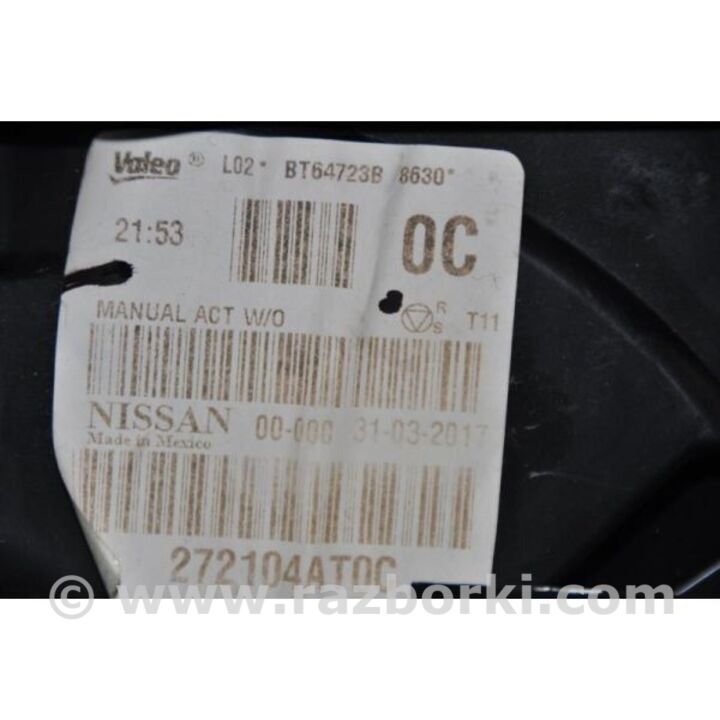 Valeo ® L02* BT64723B 8630*
21:53 0C
MANUAL ACT W/O R S T11
NISSAN 00-000 31-03-2017
Made in Mexico
272104AT0C
© www.razborki.com